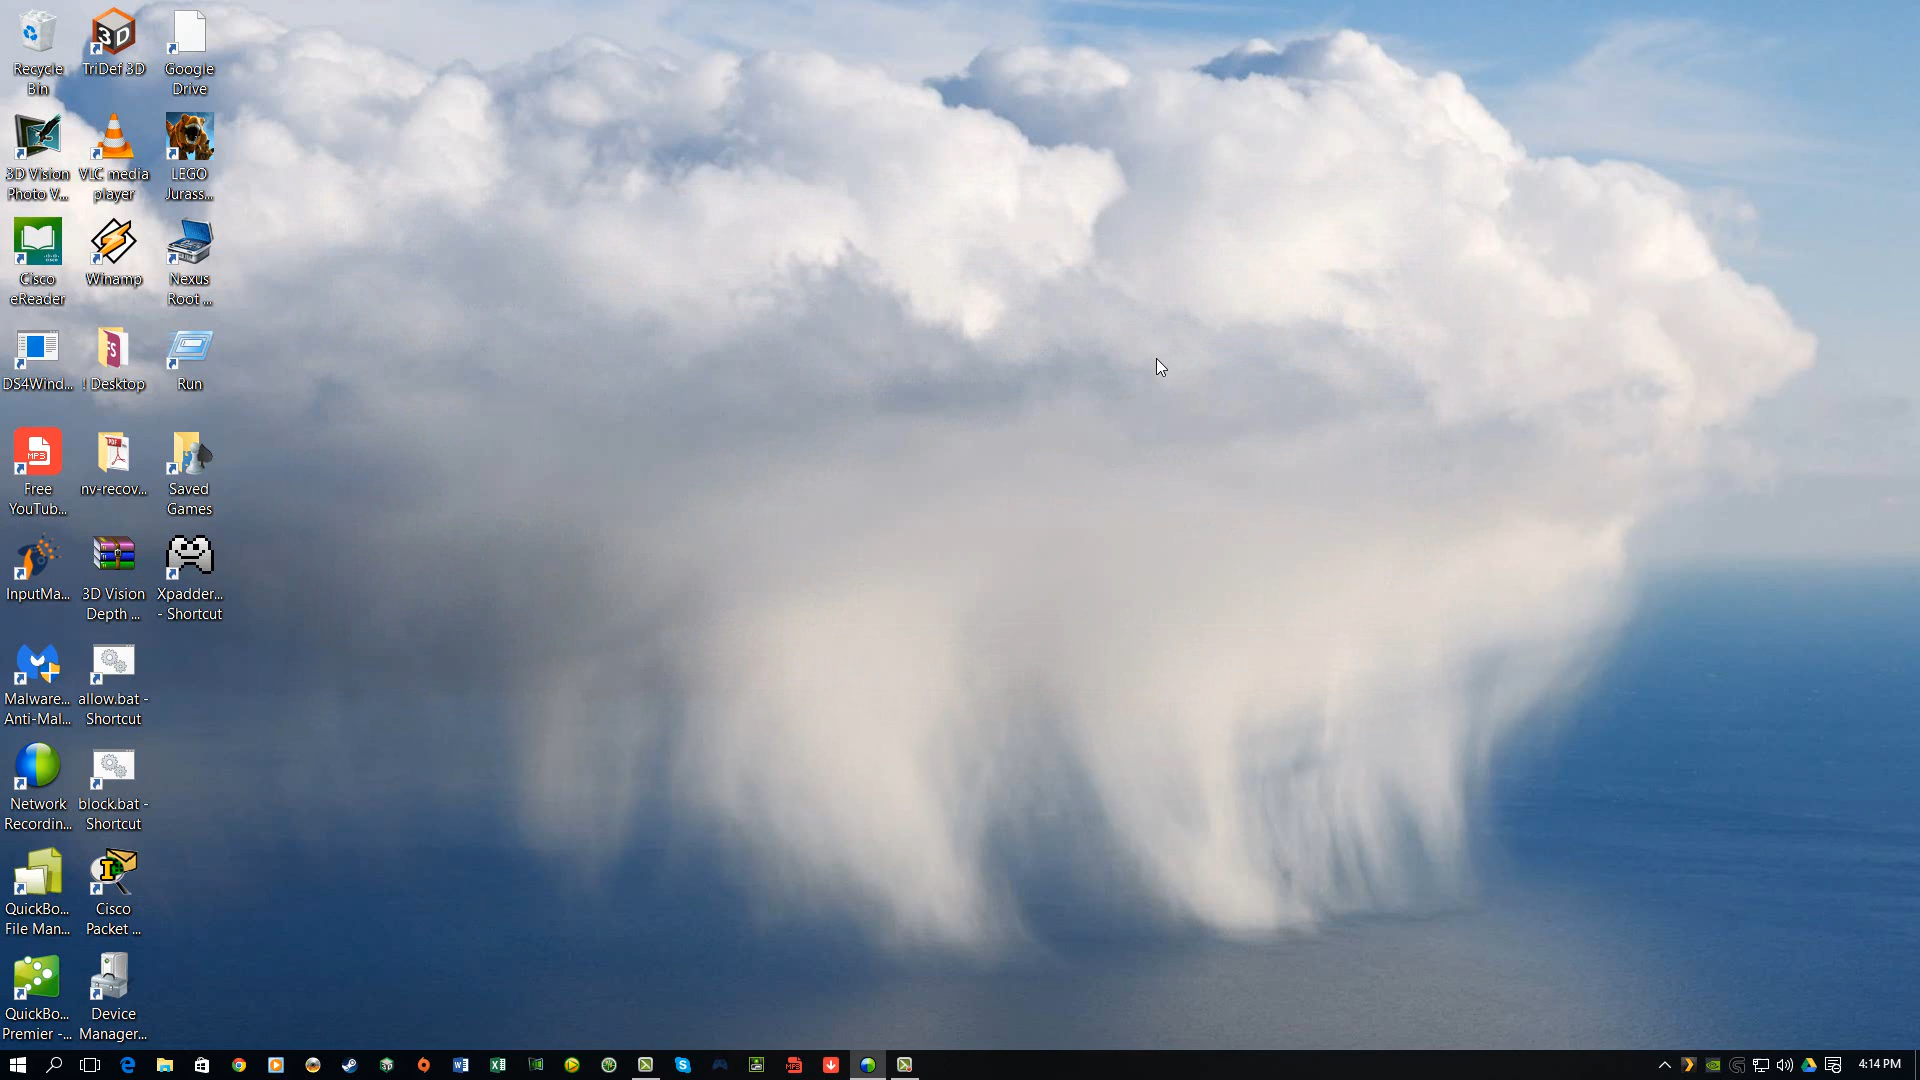 Recycle
Bin
TriDef 3D
Google
Drive
3D Vision
Photo V...
VLC media
player
LEGO
Jurass...
Cisco
eReader
Winamp
Nexus
Root ...
DS4Wind...
! Desktop
Run
Free
YouTub...
nv-recov...
Saved
Games
InputMa...
3D Vision
Depth ...
Xpadder...
- Shortcut
Malware...
Anti-Mal...
allow.bat -
Shortcut
Network
Recordin...
block.bat -
Shortcut
QuickBo...
File Man...
Cisco
Packet ...
QuickBo...
Premier -...
Device
Manager...
4:14 PM